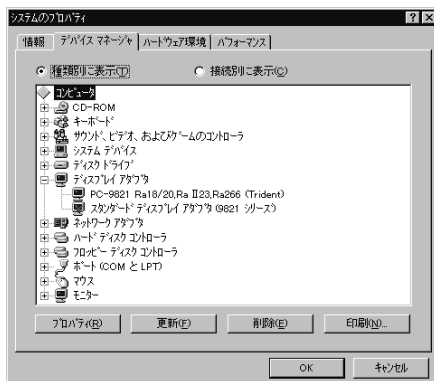 システムのプロパティ
情報 デバイス マネージャ ハードウェア環境 パフォーマンス
種類別に表示(T) 接続別に表示(C)
コンピュータ
CD-ROM
キーボード
サウンド、ビデオ、およびゲームのコントローラ
システム デバイス
ディスク ドライブ
ディスプレイ アダプタ
PC-9821 Ra18/20,Ra Ⅱ23,Ra266 (Trident)
スタンダード ディスプレイ アダプタ (9821 シリーズ)
ネットワーク アダプタ
ハード ディスク コントローラ
フロッピー ディスク コントローラ
ポート (COM と LPT)
マウス
モニター
プロパティ(R) 更新(F) 削除(E) 印刷(N)...
OK キャンセル